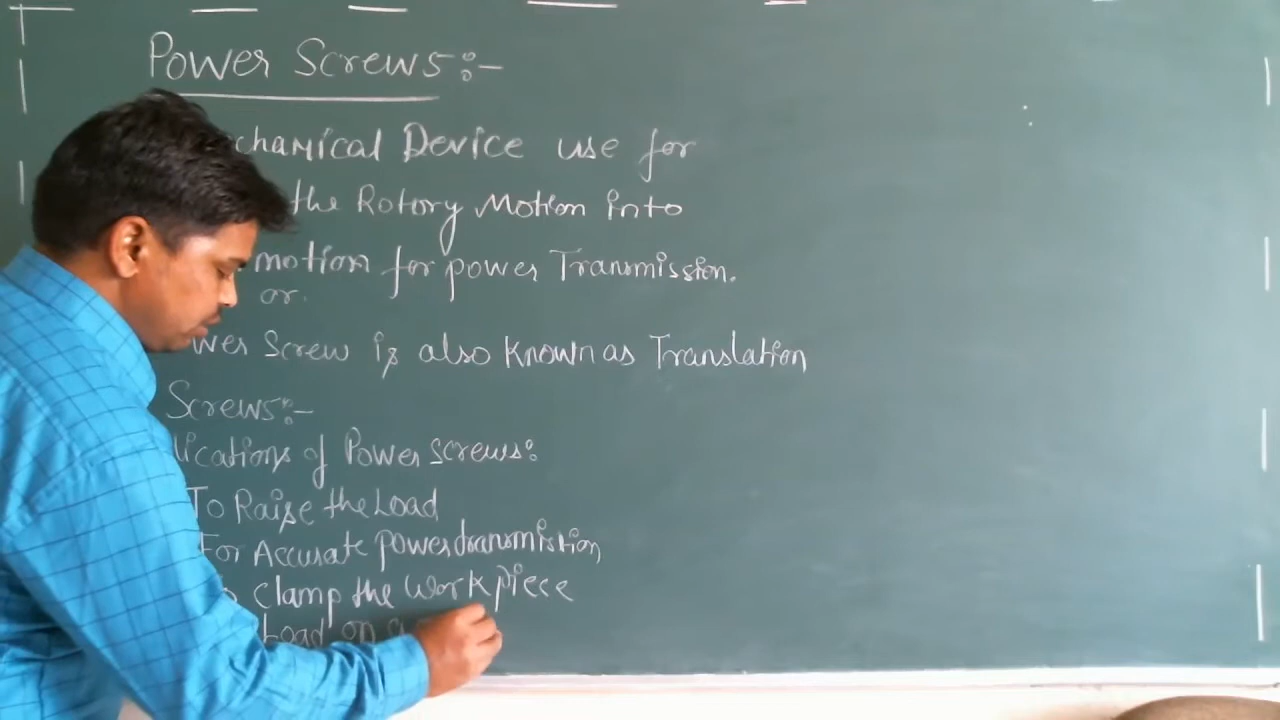 Power Screws:-
chanical Device use for
the Rotory Motion into
motion for power Transmission.
or
wer Screw is also Known as Translation
Screws:-
lications of Power screws:
To Raise the Load
For Accurate power transmistion
clamp the Workpiece
Load on a